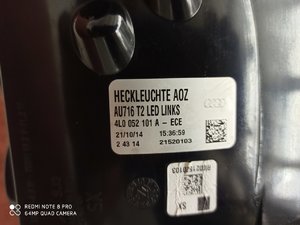 HECKLEUCHTE AOZ
AU716 T2 LED LINKS
4L0 052 101 A - ECE
21/10/14 15:36:59
2 43 14 21520103
SX
REDMI NOTE 8 PRO
64MP QUAD CAMERA